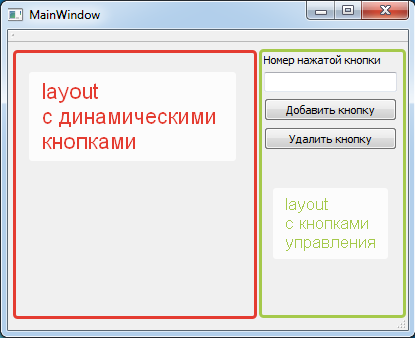 MainWindow
layout
с динамическими
кнопками
Номер нажатой кнопки
Добавить кнопку
Удалить кнопку
layout
с кнопками
управления